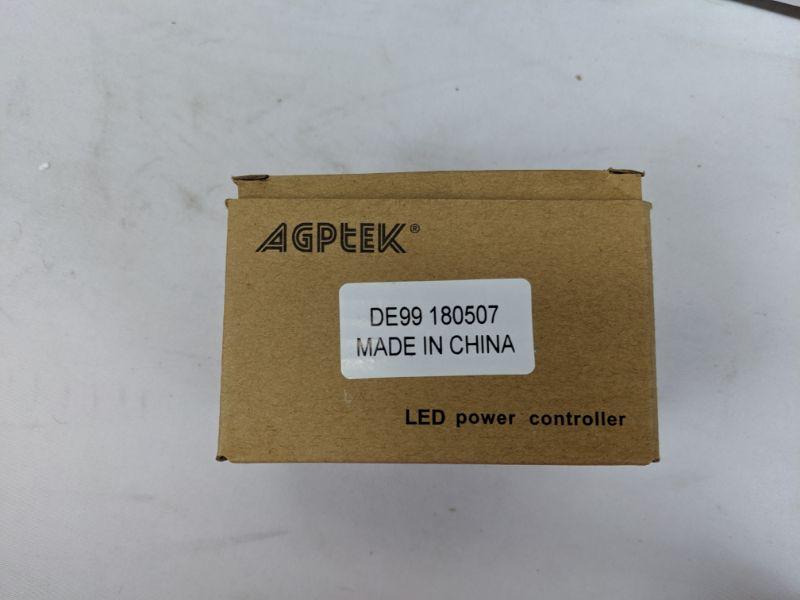 AGPtEK®
DE99 180507
MADE IN CHINA
LED power controller